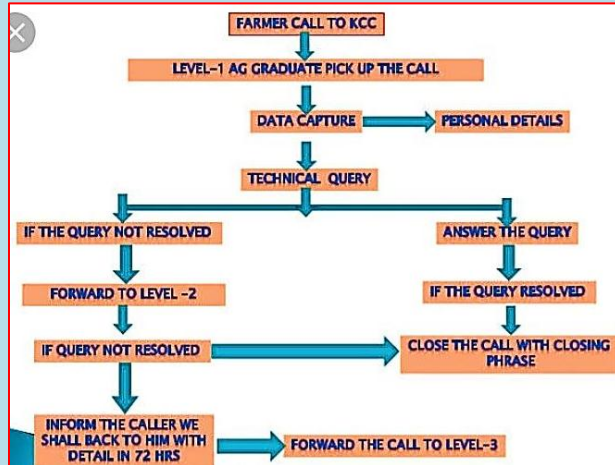 FARMER CALL TO KCC
LEVEL-1 AG GRADUATE PICK UP THE CALL
DATA CAPTURE
PERSONAL DETAILS
TECHNICAL QUERY
IF THE QUERY NOT RESOLVED
ANSWER THE QUERY
FORWARD TO LEVEL -2
IF THE QUERY RESOLVED
IF QUERY NOT RESOLVED
CLOSE THE CALL WITH CLOSING
PHRASE
INFORM THE CALLER WE
SHALL BACK TO HIM WITH
DETAIL IN 72 HRS
FORWARD THE CALL TO LEVEL-3